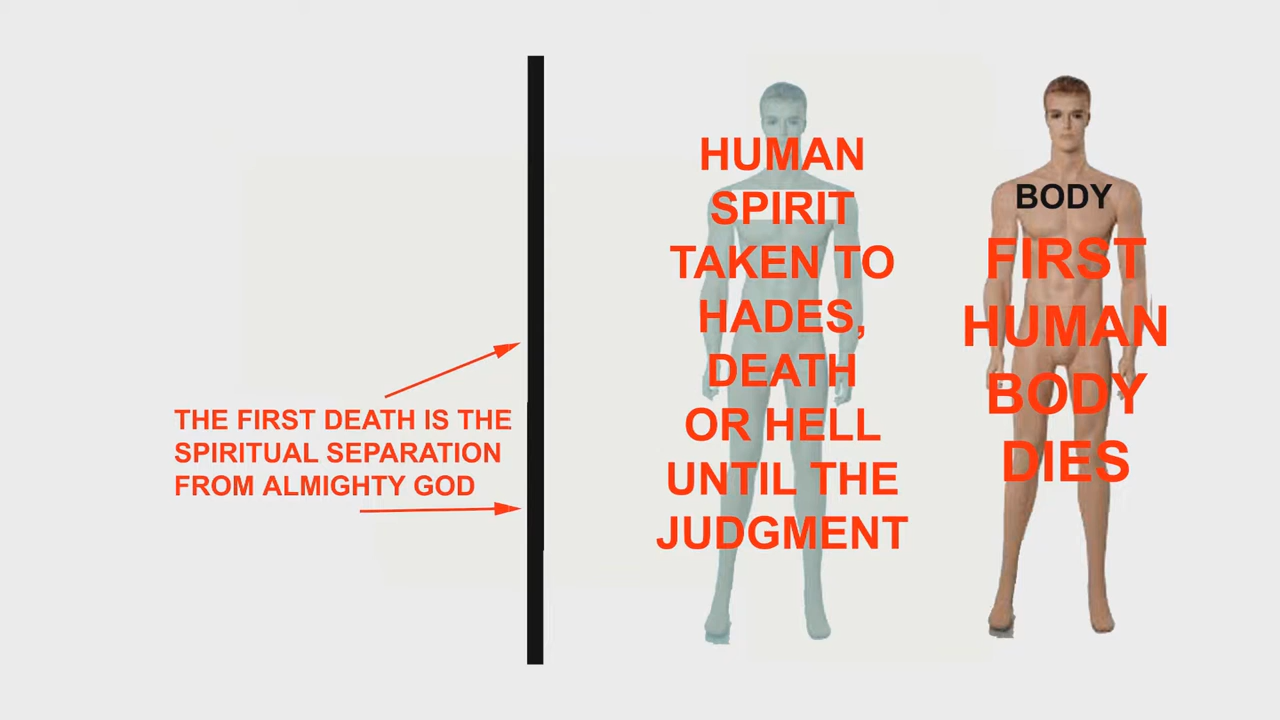 THE FIRST DEATH IS THE
SPIRITUAL SEPARATION
FROM ALMIGHTY GOD
HUMAN
SPIRIT
TAKEN TO
HADES,
DEATH
OR HELL
UNTIL THE
JUDGMENT
BODY
FIRST
HUMAN
BODY
DIES